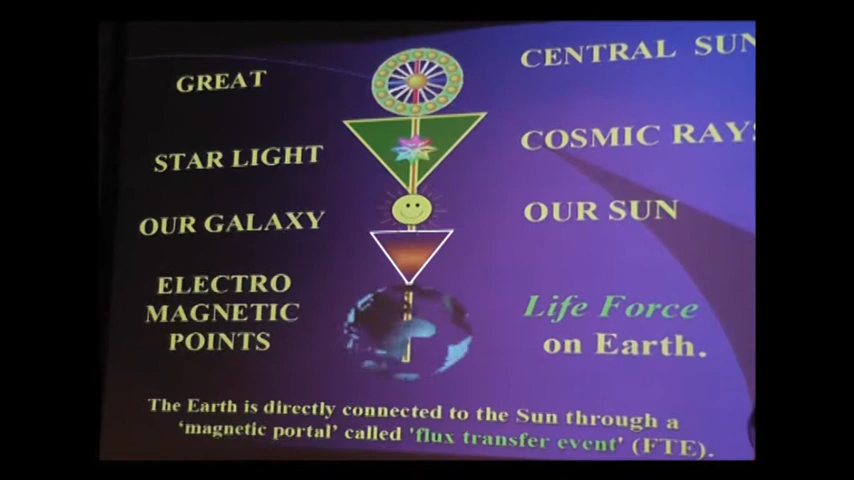 GREAT
CENTRAL SUN
STAR LIGHT
COSMIC RAYS
OUR GALAXY
OUR SUN
ELECTRO
MAGNETIC
POINTS
Life Force
on Earth.
The Earth is directly connected to the Sun through a
‘magnetic portal’ called 'flux transfer event' (FTE).